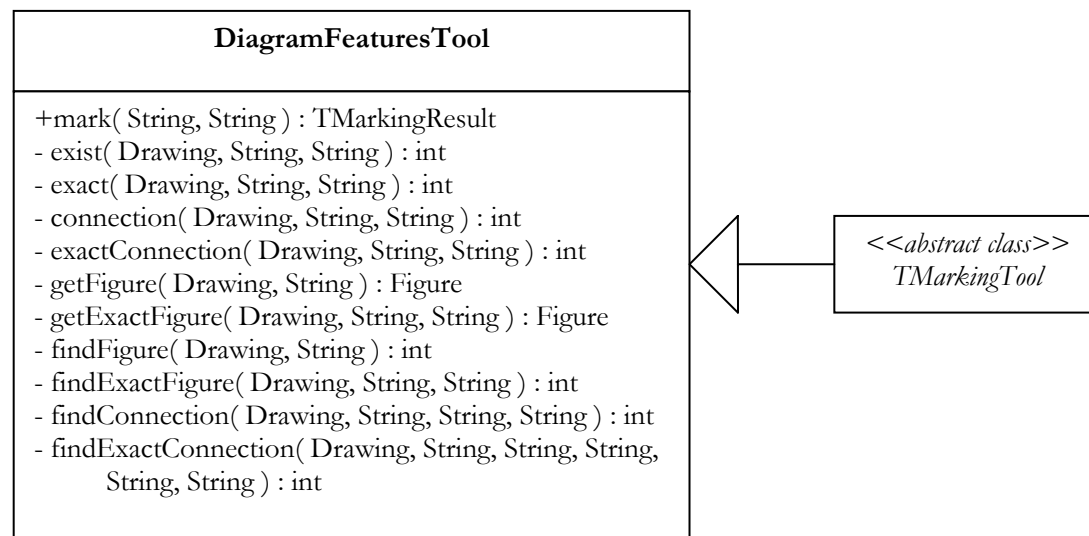 DiagramFeaturesTool
+mark( String, String ) : TMarkingResult
- exist( Drawing, String, String ) : int
- exact( Drawing, String, String ) : int
- connection( Drawing, String, String ) : int
- exactConnection( Drawing, String, String ) : int
- getFigure( Drawing, String ) : Figure
- getExactFigure( Drawing, String, String ) : Figure
- findFigure( Drawing, String ) : int
- findExactFigure( Drawing, String, String ) : int
- findConnection( Drawing, String, String, String ) : int
- findExactConnection( Drawing, String, String, String,
String, String ) : int
<<abstract class>>
TMarkingTool